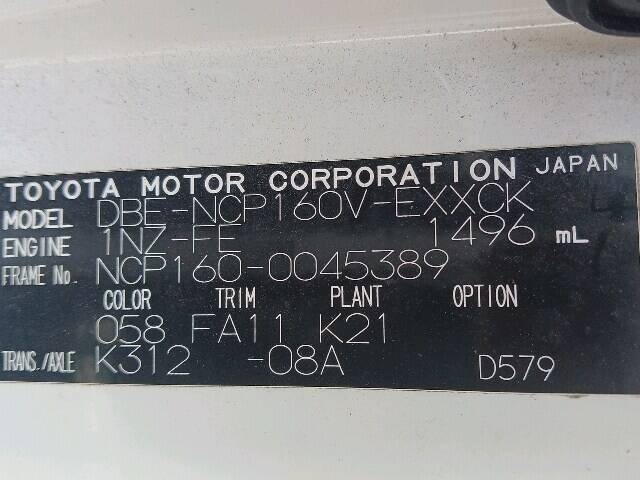 TOYOTA MOTOR CORPORATION JAPAN
MODEL DBE-NCP160V-EXXCK
ENGINE 1NZ-FE 1496 mL
FRAME No. NCP160-0045389
COLOR TRIM PLANT OPTION
058 FA11 K21
TRANS./AXLE K312 -08A D579